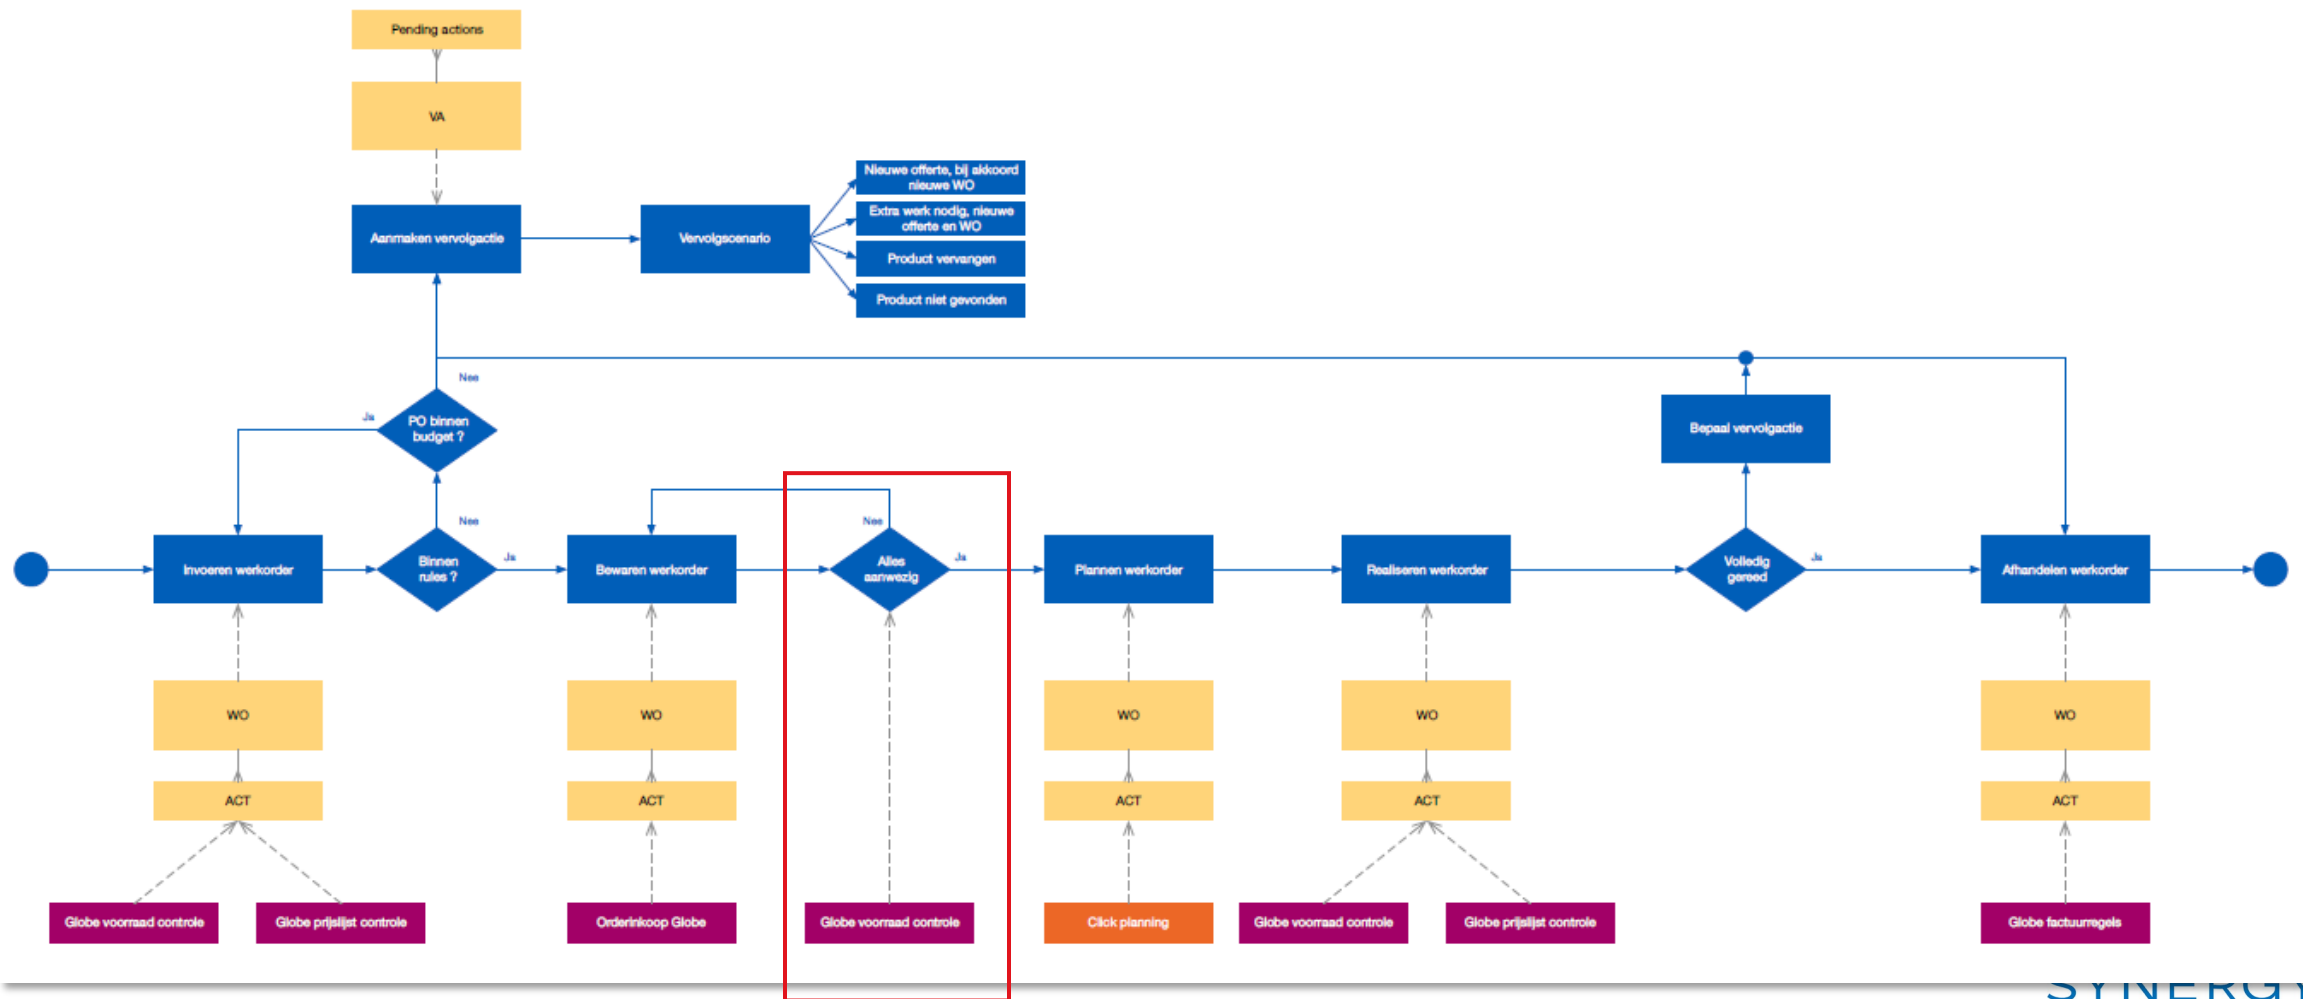 Pending actions
VA
Nieuwe offerte, bij akkoord
nieuwe WO
Extra werk nodig, nieuwe
offerte en WO
Aanmaken vervolgactie
Vervolgscenario
Product vervangen
Product niet gevonden
Nee
Ja
PO binnen
budget ?
Bepaal vervolgactie
Nee
Nee
Invoeren werkorder
Binnen
rules ?
Ja
Bewaren werkorder
Alles
aanwezig
Ja
Plannen werkorder
Realiseren werkorder
Volledig
gereed
Ja
Afhandelen werkorder
WO
WO
WO
WO
WO
ACT
ACT
ACT
ACT
ACT
Globe voorraad controle
Globe prijslijst controle
Orderinkoop Globe
Globe voorraad controle
Click planning
Globe voorraad controle
Globe prijslijst controle
Globe factuurregels
SYNERGY